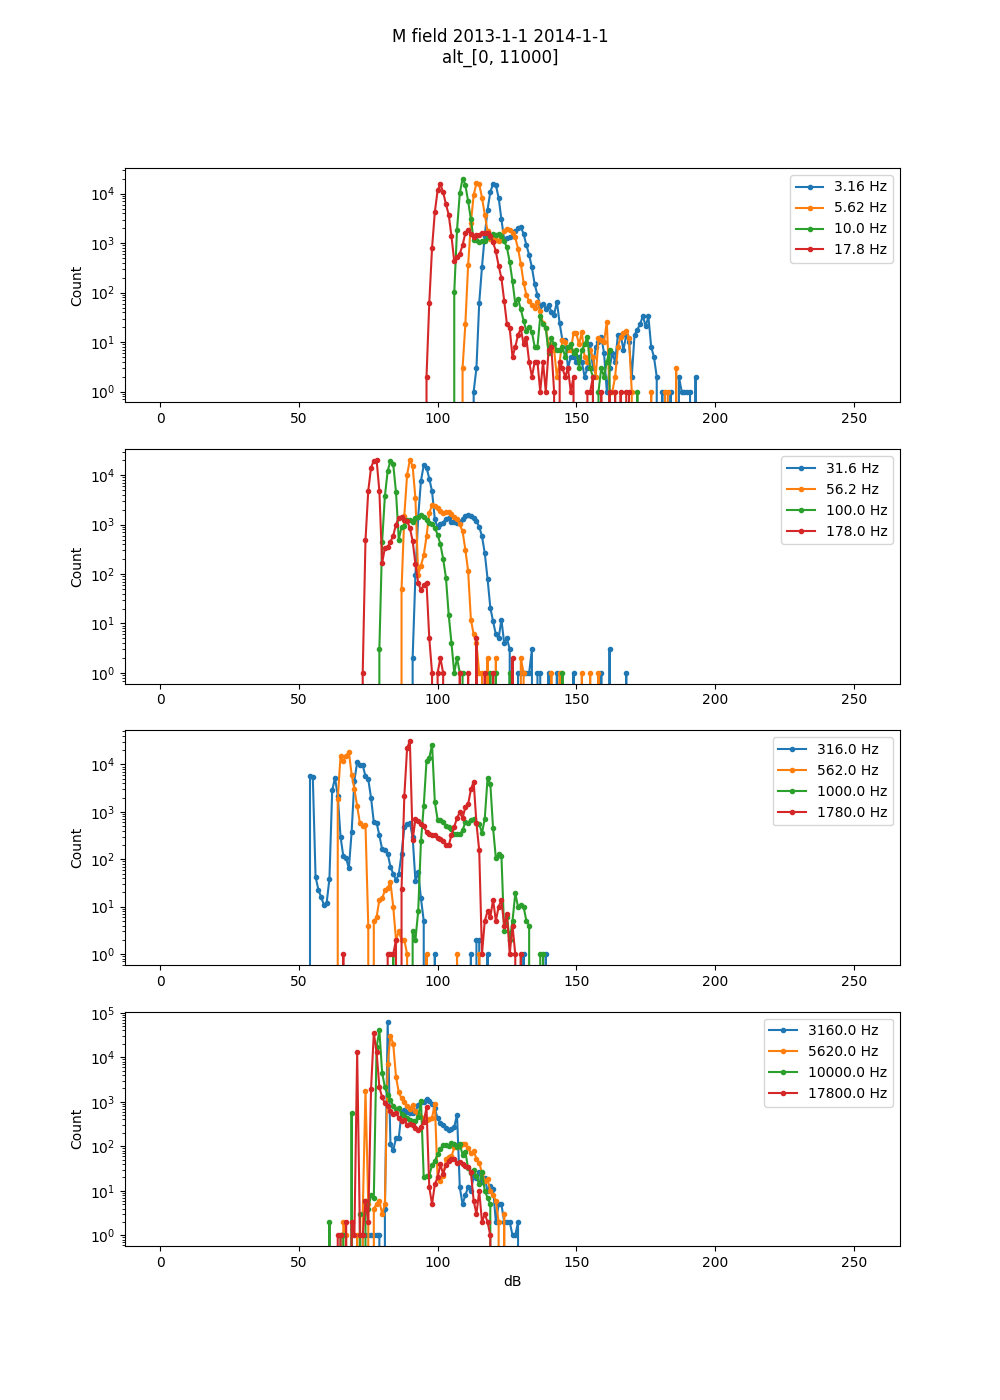 M field 2013-1-1 2014-1-1
alt_[0, 11000]
10⁴
10³
10²
10¹
10⁰
Count
3.16 Hz
5.62 Hz
10.0 Hz
17.8 Hz
0 50 100 150 200 250
10⁴
10³
10²
10¹
10⁰
Count
31.6 Hz
56.2 Hz
100.0 Hz
178.0 Hz
0 50 100 150 200 250
10⁴
10³
10²
10¹
10⁰
Count
316.0 Hz
562.0 Hz
1000.0 Hz
1780.0 Hz
0 50 100 150 200 250
10⁵
10⁴
10³
10²
10¹
10⁰
Count
3160.0 Hz
5620.0 Hz
10000.0 Hz
17800.0 Hz
0 50 100 150 200 250
dB